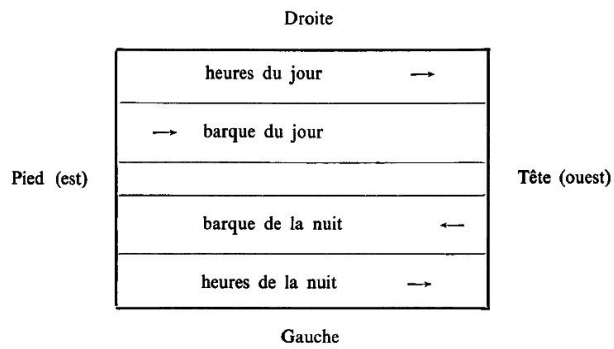 Droite
heures du jour →
→ barque du jour
Pied (est)
Tête (ouest)
barque de la nuit ←
heures de la nuit →
Gauche